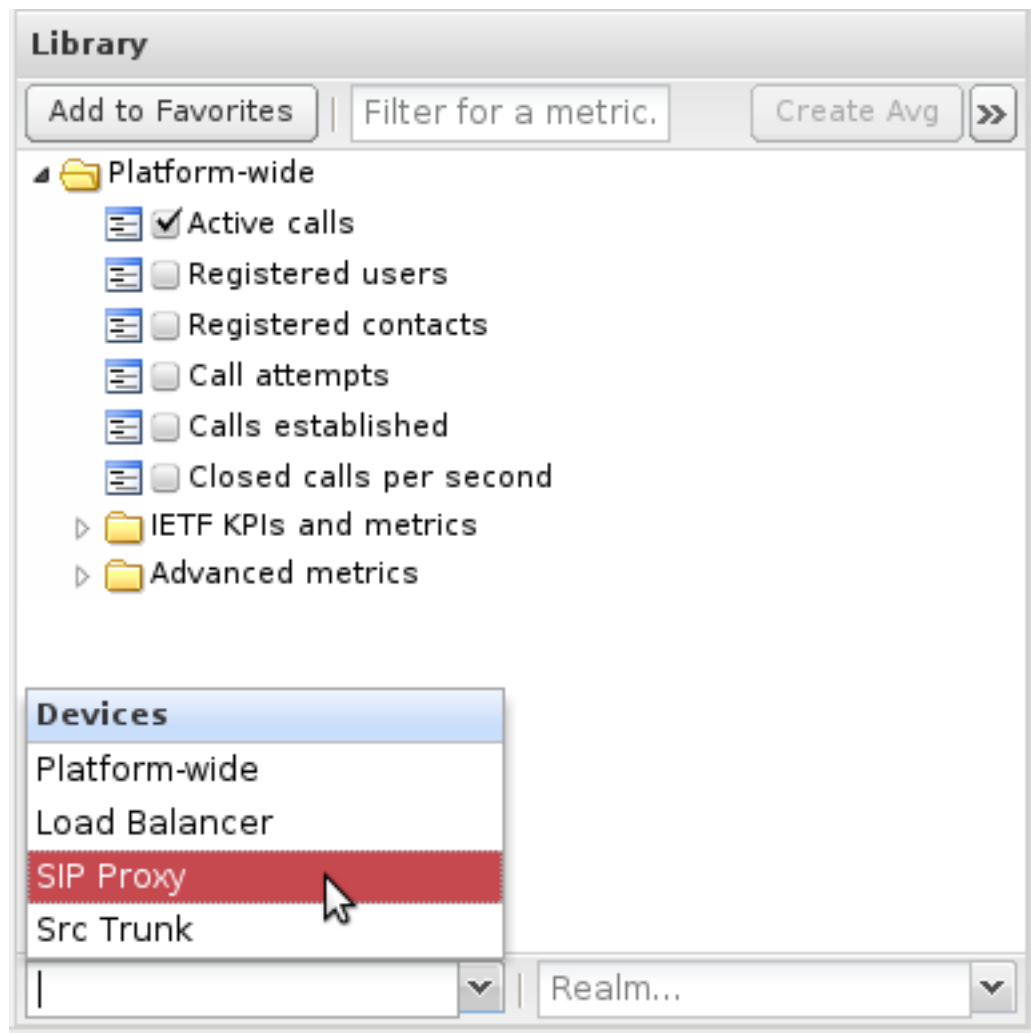 Library
Add to Favorites
Filter for a metric.
Create Avg
Platform-wide
Active calls
Registered users
Registered contacts
Call attempts
Calls established
Closed calls per second
IETF KPIs and metrics
Advanced metrics
Devices
Platform-wide
Load Balancer
SIP Proxy
Src Trunk
Realm...